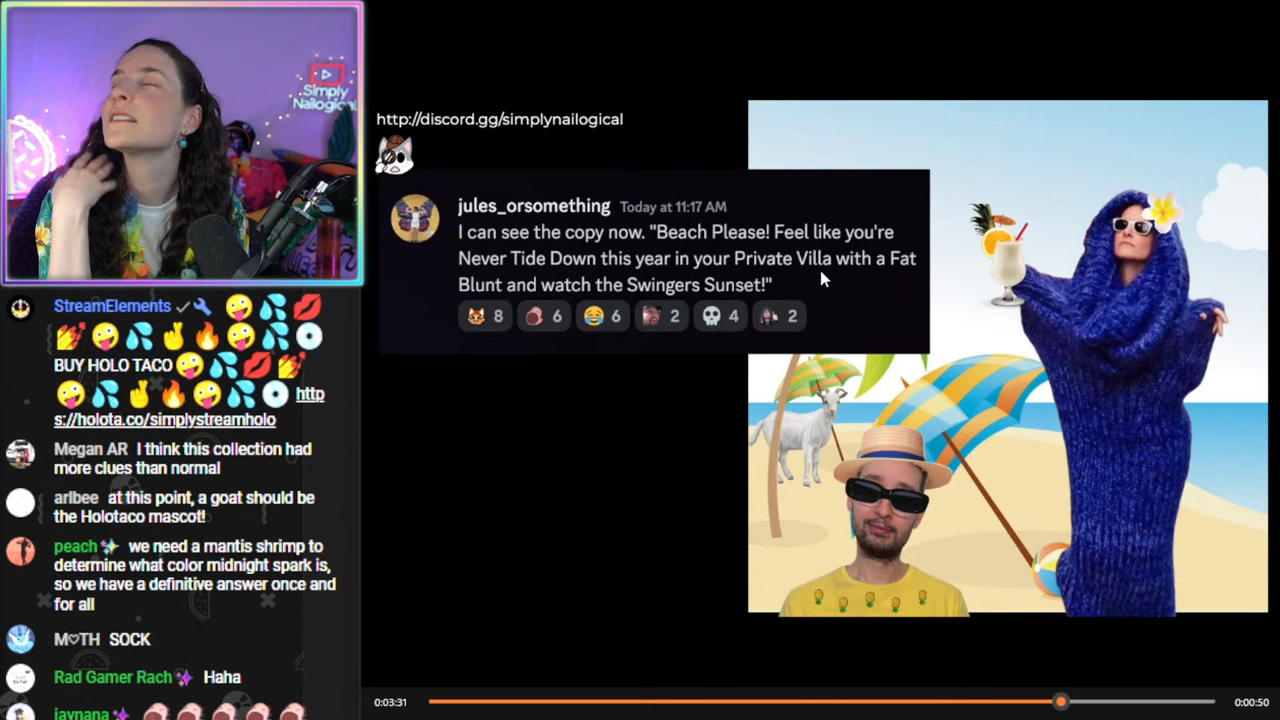 Simply
Nailogical
http://discord.gg/simplynailogical
jules_orsomething Today at 11:17 AM
I can see the copy now. "Beach Please! Feel like you're
Never Tide Down this year in your Private Villa with a Fat
Blunt and watch the Swingers Sunset!"
8 6 6 2 4 2
StreamElements
BUY HOLO TACO
http
s://holota.co/simplystreamholo
Megan AR I think this collection had
more clues than normal
arlbee at this point, a goat should be
the Holotaco mascot!
peach we need a mantis shrimp to
determine what color midnight spark is,
so we have a definitive answer once and
for all
M♡TH SOCK
Rad Gamer Rach Haha
jaynana
0:03:31
0:00:50